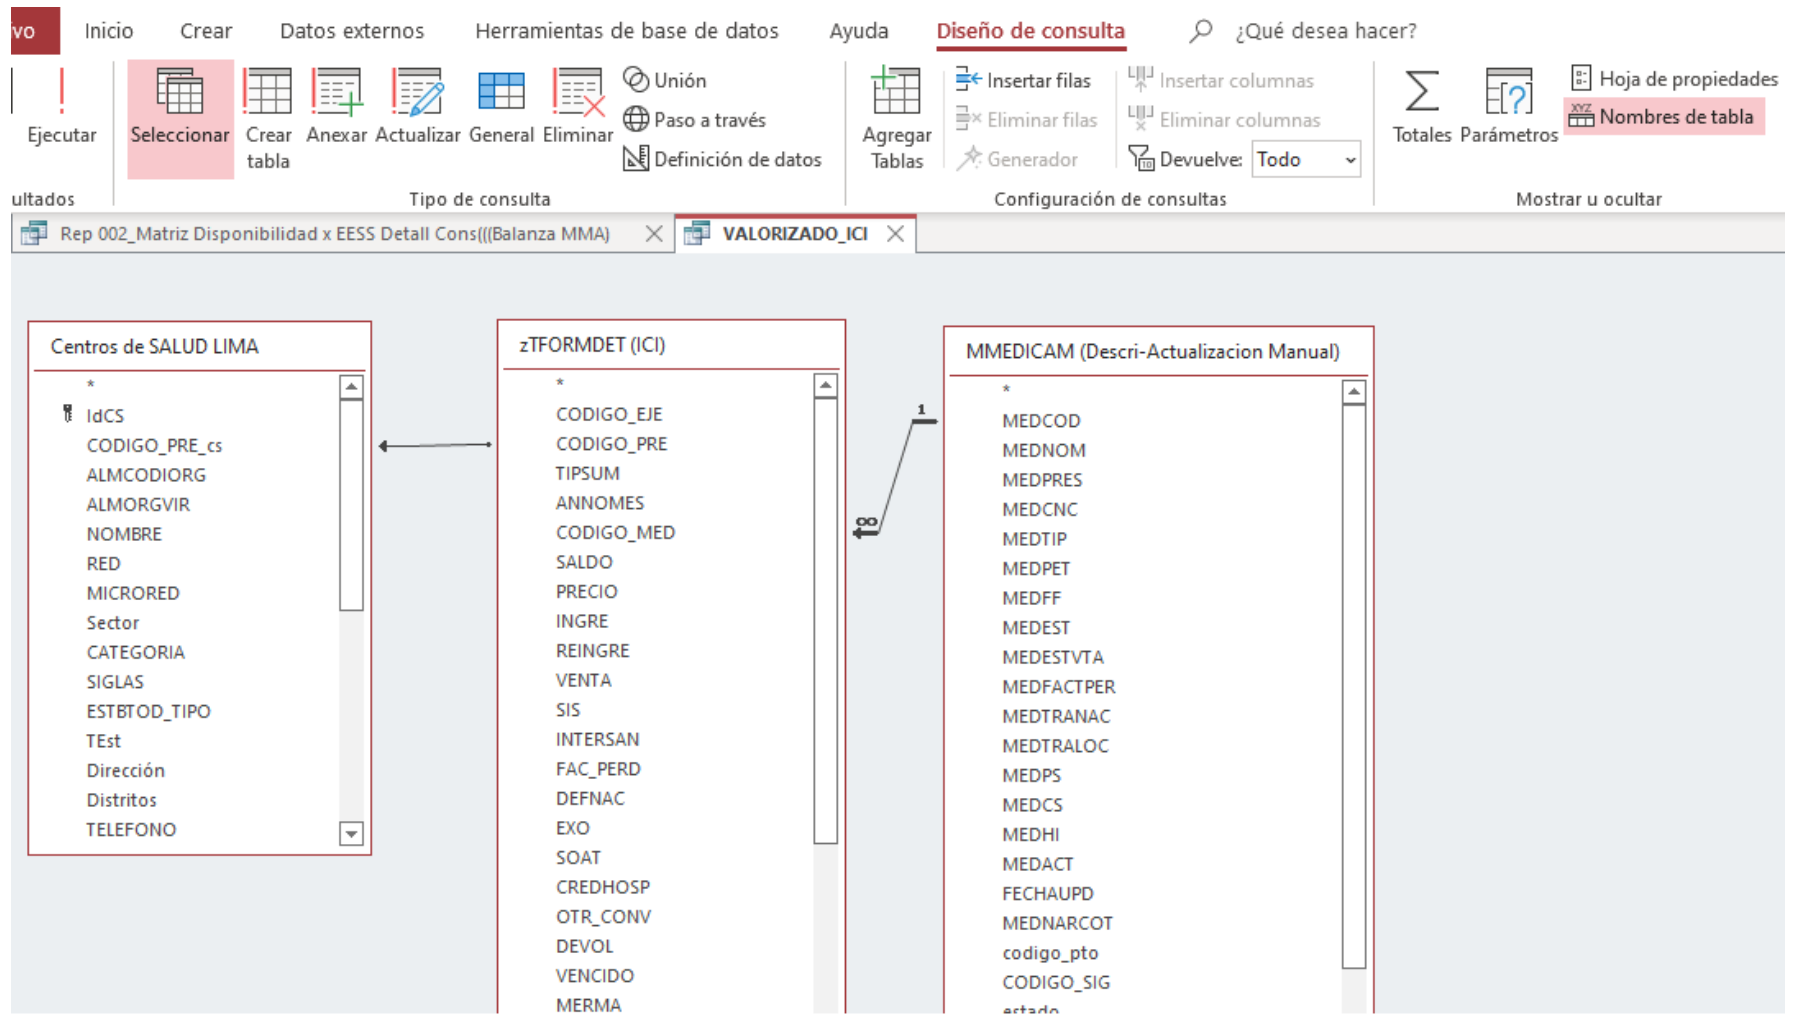 vo Inicio Crear Datos externos Herramientas de base de datos Ayuda Diseño de consulta ¿Qué desea hacer?
Ejecutar
Seleccionar
Crear tabla
Anexar
Actualizar
General
Eliminar
Unión
Paso a través
Definición de datos
Agregar Tablas
Insertar filas
Eliminar filas
Generador
Insertar columnas
Eliminar columnas
Devuelve: Todo
Totales
Parámetros
Hoja de propiedades
XYZ Nombres de tabla
ultados Tipo de consulta Configuración de consultas Mostrar u ocultar
Rep 002_Matriz Disponibilidad x EESS Detall Cons(((Balanza MMA) VALORIZADO_ICI
Centros de SALUD LIMA
*
IdCS
CODIGO_PRE_cs
ALMCODIORG
ALMORGVIR
NOMBRE
RED
MICRORED
Sector
CATEGORIA
SIGLAS
ESTBTOD_TIPO
TEst
Dirección
Distritos
TELEFONO
zTFORMDET (ICI)
*
CODIGO_EJE
CODIGO_PRE
TIPSUM
ANNOMES
CODIGO_MED
SALDO
PRECIO
INGRE
REINGRE
VENTA
SIS
INTERSAN
FAC_PERD
DEFNAC
EXO
SOAT
CREDHOSP
OTR_CONV
DEVOL
VENCIDO
MERMA
1
∞
MMEDICAM (Descri-Actualizacion Manual)
*
MEDCOD
MEDNOM
MEDPRES
MEDCNC
MEDTIP
MEDPET
MEDFF
MEDEST
MEDESTVTA
MEDFACTPER
MEDTRANAC
MEDTRALOC
MEDPS
MEDCS
MEDHI
MEDACT
FECHAUPD
MEDNARCOT
codigo_pto
CODIGO_SIG
estado